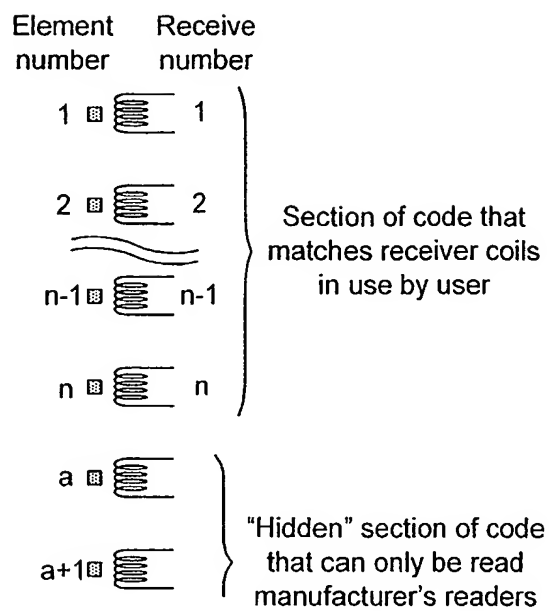 Element number
Receive number
1 1
2 2
Section of code that
matches receiver coils
in use by user
n-1 n-1
n n
a
"Hidden" section of code
that can only be read
manufacturer's readers
a+1